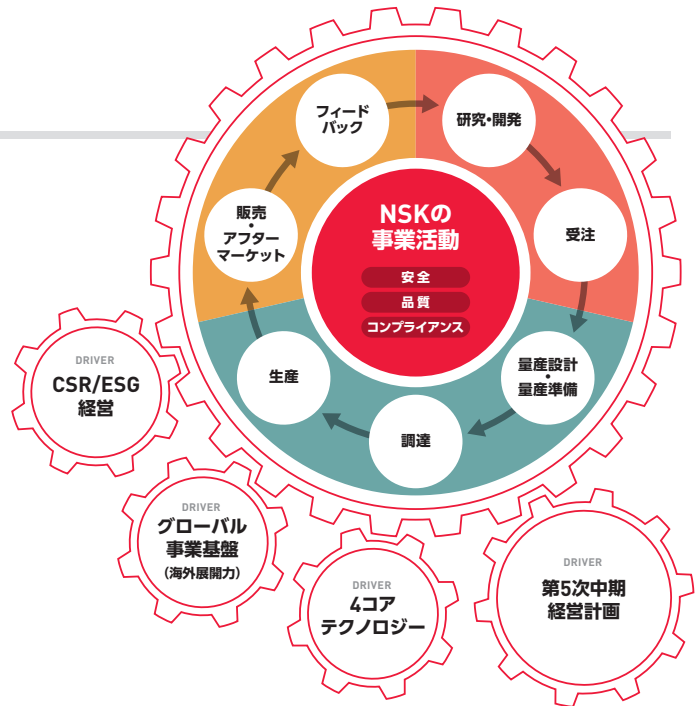 フィード
バック
研究・開発
受注
量産設計
・
量産準備
調達
生産
販売
・
アフター
マーケット
NSKの
事業活動
安全
品質
コンプライアンス
DRIVER
CSR/ESG
経営
DRIVER
グローバル
事業基盤
(海外展開力)
DRIVER
4コア
テクノロジー
DRIVER
第5次中期
経営計画